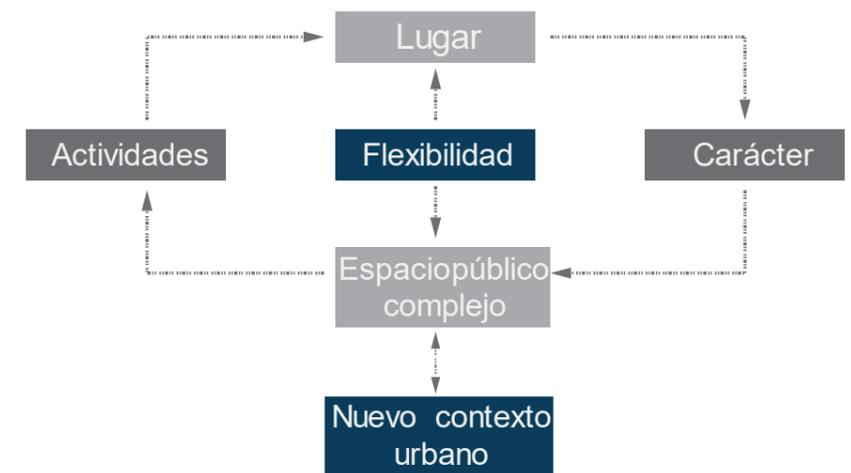 Lugar
Actividades
Flexibilidad
Carácter
Espaciopúblico
complejo
Nuevo contexto
urbano